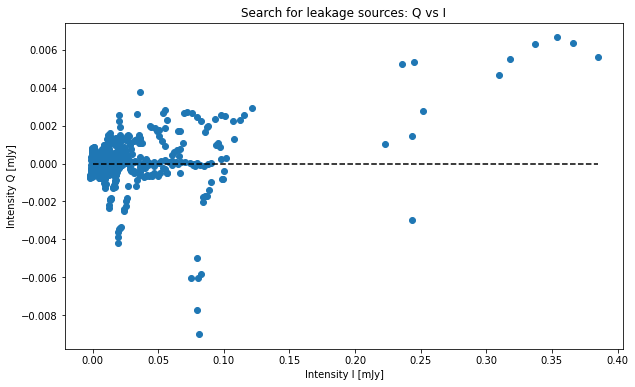 Search for leakage sources: Q vs I
Intensity Q [mJy]
0.006
0.004
0.002
0.000
−0.002
−0.004
−0.006
−0.008
0.00 0.05 0.10 0.15 0.20 0.25 0.30 0.35 0.40
Intensity I [mJy]